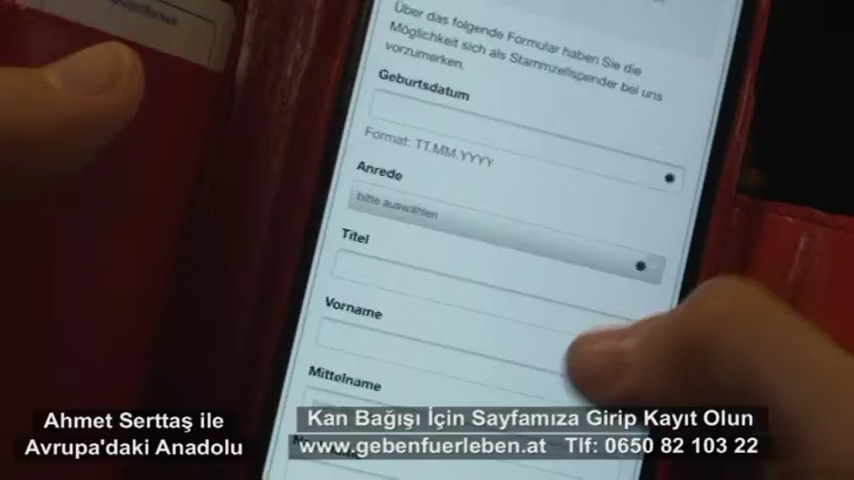 Über das folgende Formular haben Sie die
Möglichkeit sich als Stammzellspender bei uns
vorzumerken.
Geburtsdatum
Format: TT.MM.YYYY
Anrede
bitte auswählen
Titel
Vorname
Mittelname
Ahmet Serttaş ile
Avrupa'daki Anadolu
Kan Bağışı İçin Sayfamıza Girip Kayıt Olun
www.gebenfuerleben.at Tlf: 0650 82 103 22